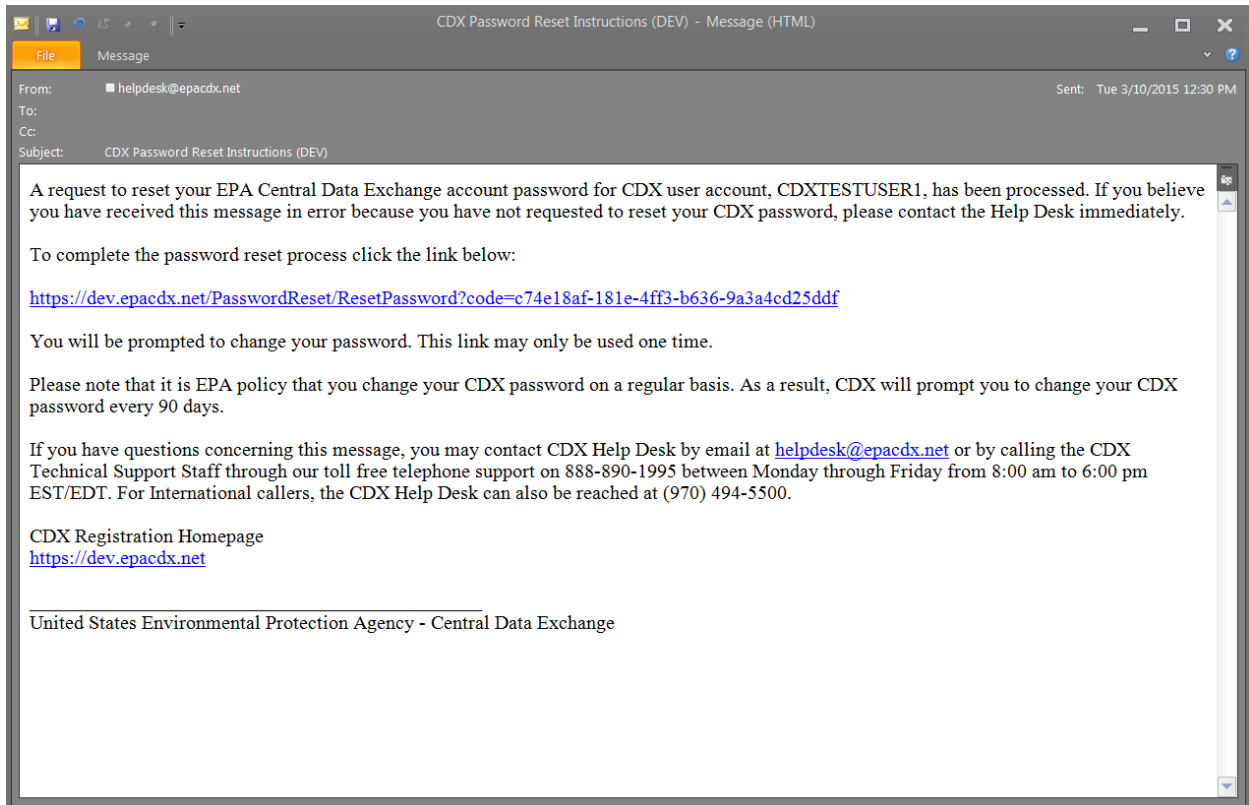 CDX Password Reset Instructions (DEV) - Message (HTML)
File Message
From: helpdesk@epacdx.net Sent: Tue 3/10/2015 12:30 PM
To:
Cc:
Subject: CDX Password Reset Instructions (DEV)
A request to reset your EPA Central Data Exchange account password for CDX user account, CDXTESTUSER1, has been processed. If you believe
you have received this message in error because you have not requested to reset your CDX password, please contact the Help Desk immediately.
To complete the password reset process click the link below:
https://dev.epacdx.net/PasswordReset/ResetPassword?code=c74e18af-181e-4ff3-b636-9a3a4cd25ddf
You will be prompted to change your password. This link may only be used one time.
Please note that it is EPA policy that you change your CDX password on a regular basis. As a result, CDX will prompt you to change your CDX
password every 90 days.
If you have questions concerning this message, you may contact CDX Help Desk by email at helpdesk@epacdx.net or by calling the CDX
Technical Support Staff through our toll free telephone support on 888-890-1995 between Monday through Friday from 8:00 am to 6:00 pm
EST/EDT. For International callers, the CDX Help Desk can also be reached at (970) 494-5500.
CDX Registration Homepage
https://dev.epacdx.net
United States Environmental Protection Agency - Central Data Exchange